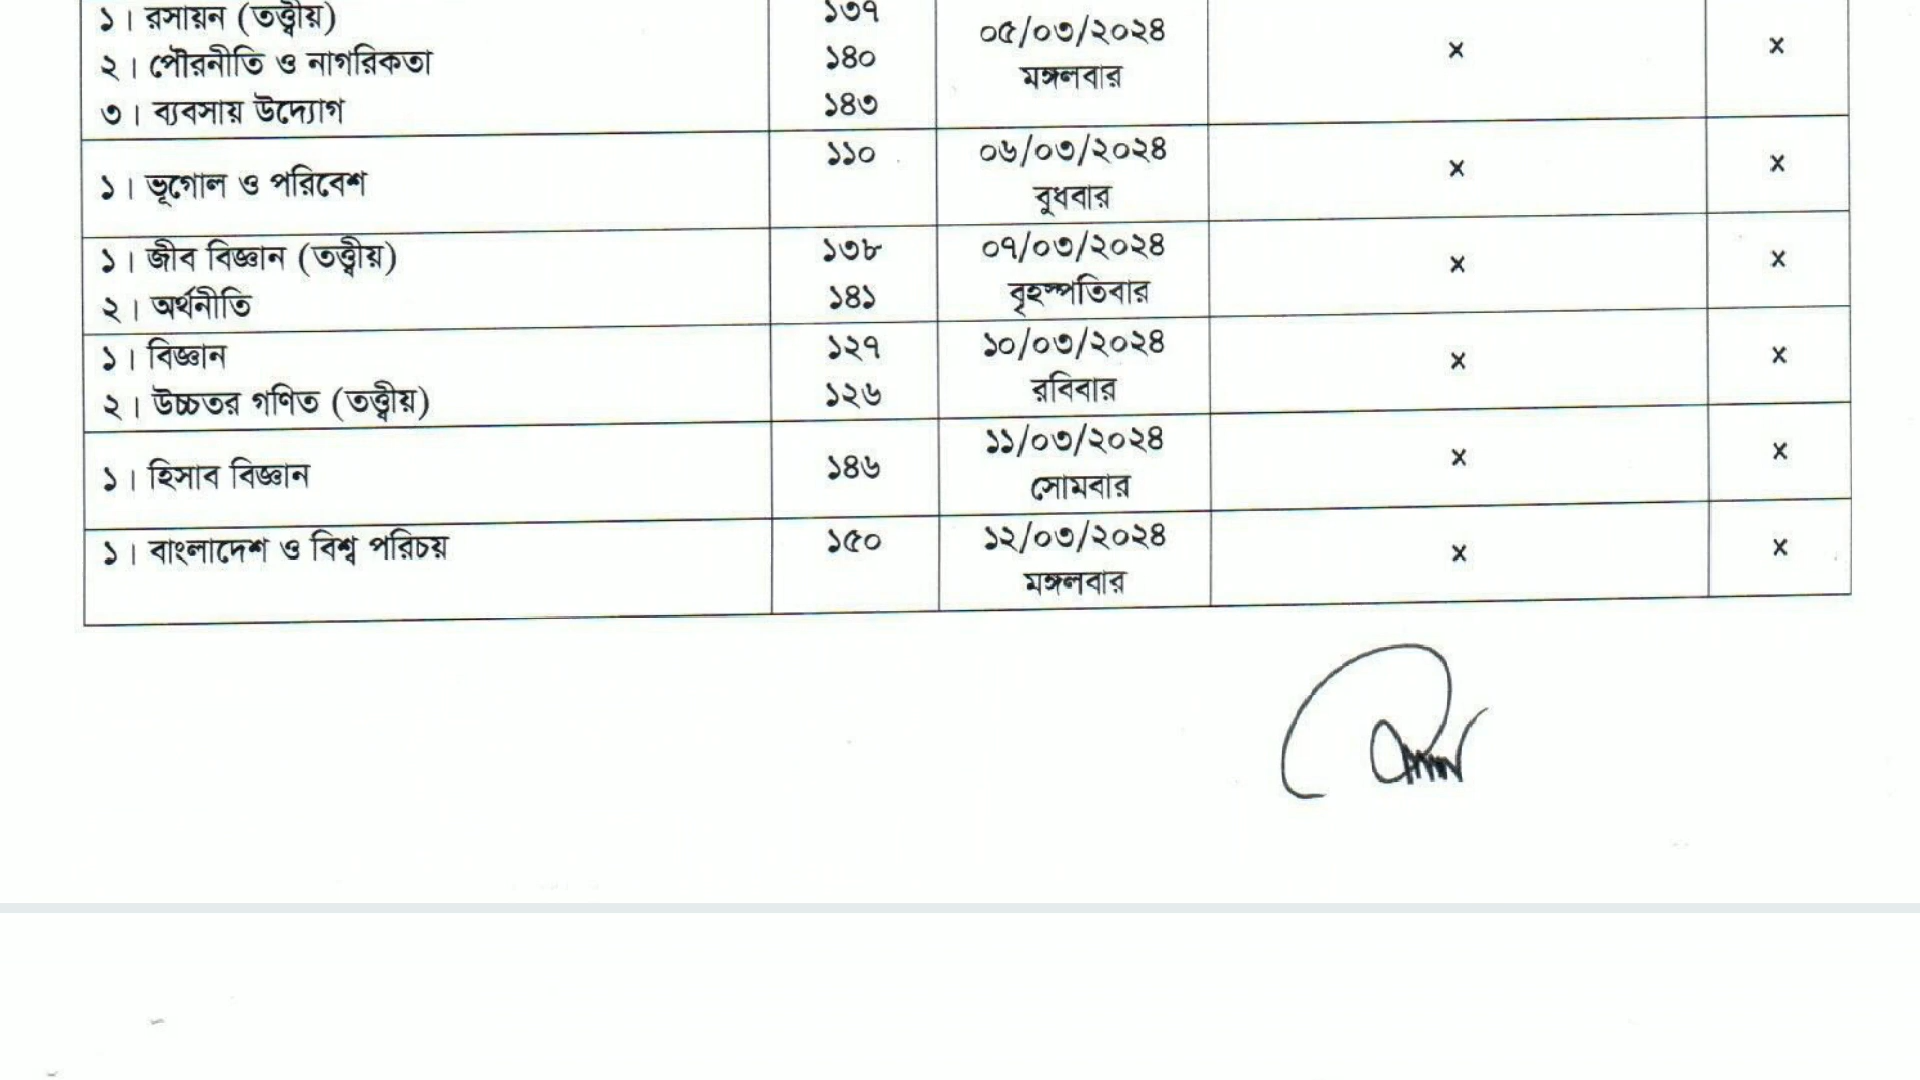 ১। রসায়ন (তত্ত্বীয়) ১৩৭
২। পৌরনীতি ও নাগরিকতা ১৪০ ০৫/০৩/২০২৪ × ×
৩। ব্যবসায় উদ্যোগ ১৪৩ মঙ্গলবার
১। ভূগোল ও পরিবেশ ১১০ ০৬/০৩/২০২৪ × ×
বুধবার
১। জীব বিজ্ঞান (তত্ত্বীয়) ১৩৮ ০৭/০৩/২০২৪ × ×
২। অর্থনীতি ১৪১ বৃহস্পতিবার
১। বিজ্ঞান ১২৭ ১০/০৩/২০২৪ × ×
২। উচ্চতর গণিত (তত্ত্বীয়) ১২৬ রবিবার
১। হিসাব বিজ্ঞান ১৪৬ ১১/০৩/২০২৪ × ×
সোমবার
১। বাংলাদেশ ও বিশ্ব পরিচয় ১৫০ ১২/০৩/২০২৪ × ×
মঙ্গলবার